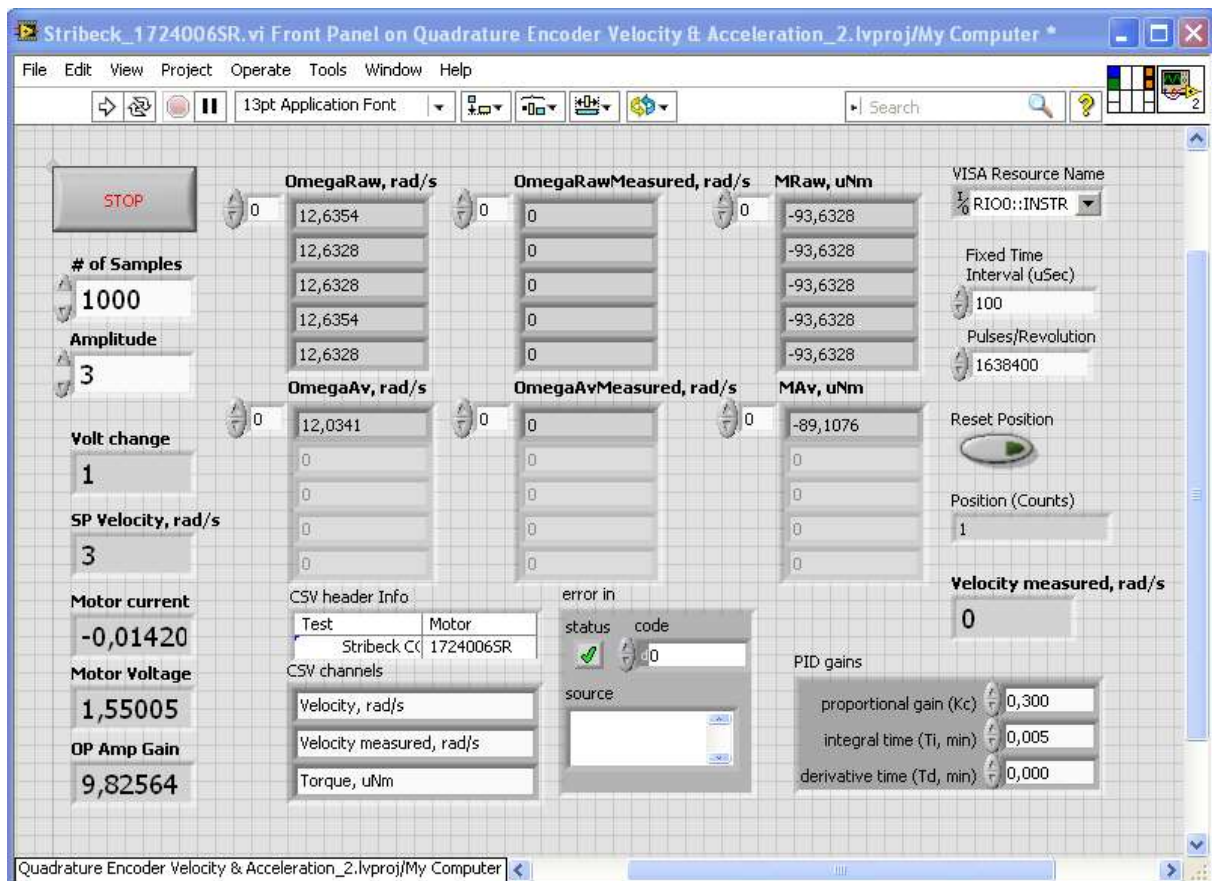 Stribeck_1724006SR.vi Front Panel on Quadrature Encoder Velocity & Acceleration_2.lvproj/My Computer *
File Edit View Project Operate Tools Window Help
13pt Application Font
Search
2
STOP
# of Samples
1000
Amplitude
3
Volt change
1
SP Velocity, rad/s
3
Motor current
-0,01420
Motor Voltage
1,55005
OP Amp Gain
9,82564
OmegaRaw, rad/s
0
12,6354
12,6328
12,6328
12,6354
12,6328
OmegaRawMeasured, rad/s
0
0
0
0
0
0
MRaw, uNm
0
-93,6328
-93,6328
-93,6328
-93,6328
-93,6328
OmegaAv, rad/s
0
12,0341
0
0
0
0
OmegaAvMeasured, rad/s
0
0
0
0
0
0
MAv, uNm
0
-89,1076
0
0
0
0
CSV header Info
Test Motor
Stribeck C 1724006SR
CSV channels
Velocity, rad/s
Velocity measured, rad/s
Torque, uNm
error in
status code
d0
source
VISA Resource Name
I/O RIO0::INSTR
Fixed Time
Interval (uSec)
100
Pulses/Revolution
1638400
Reset Position
Position (Counts)
1
Velocity measured, rad/s
0
PID gains
proportional gain (Kc) 0,300
integral time (Ti, min) 0,005
derivative time (Td, min) 0,000
Quadrature Encoder Velocity & Acceleration_2.lvproj/My Computer